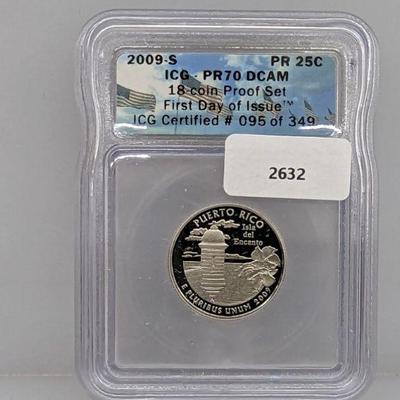 2009-S PR 25C
ICG - PR70 DCAM
18-coin Proof Set
First Day of Issue™
ICG Certified # 095 of 349
2632
PUERTO RICO
Isla
del
Encanto
E PLURIBUS UNUM 2009